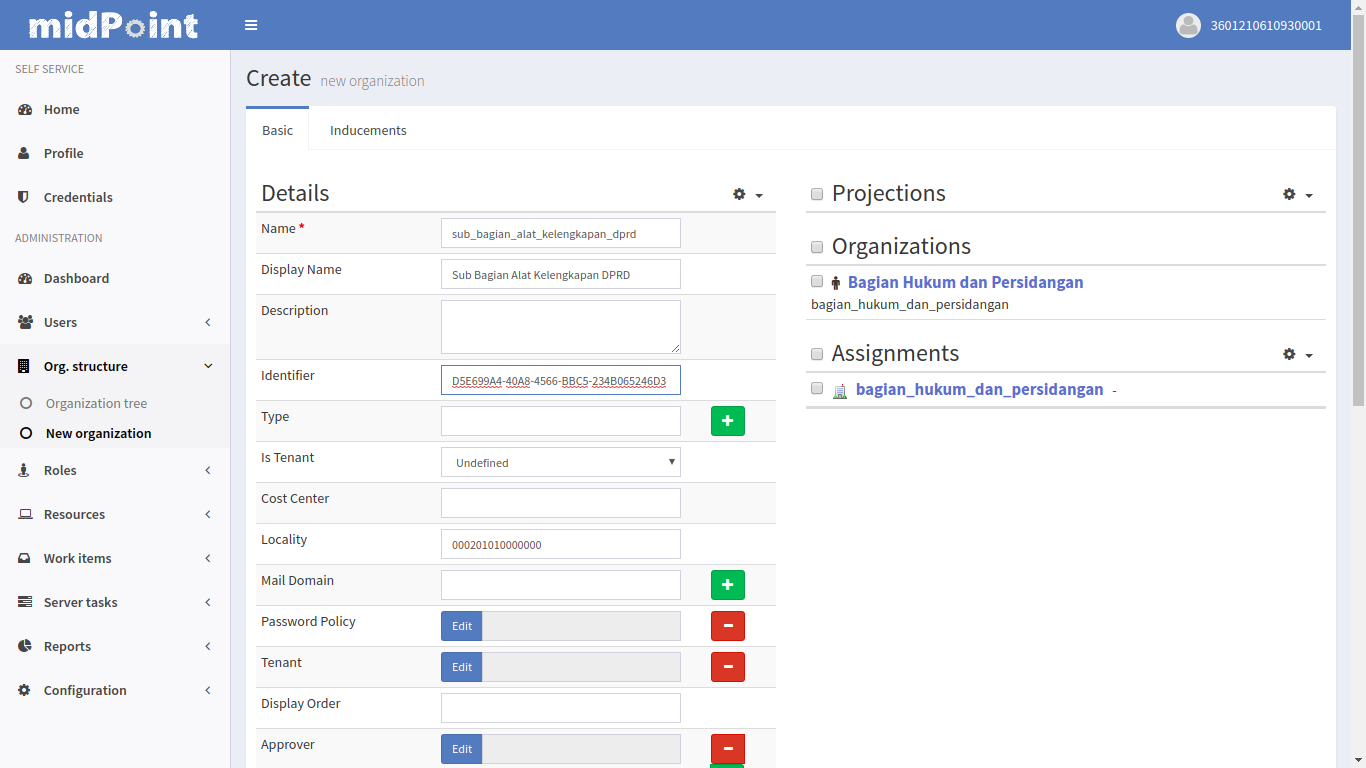 midPoint
3601210610930001
SELF SERVICE
Home
Profile
Credentials
ADMINISTRATION
Dashboard
Users
Org. structure
Organization tree
New organization
Roles
Resources
Work items
Server tasks
Reports
Configuration
Create new organization
Basic Inducements
Details
Name *
sub_bagian_alat_kelengkapan_dprd
Display Name
Sub Bagian Alat Kelengkapan DPRD
Description
Identifier
D5E699A4-40A8-4566-BBC5-234B065246D3
Type
Is Tenant
Undefined
Cost Center
Locality
000201010000000
Mail Domain
Password Policy
Edit
Tenant
Edit
Display Order
Approver
Edit
Projections
Organizations
Bagian Hukum dan Persidangan
bagian_hukum_dan_persidangan
Assignments
bagian_hukum_dan_persidangan -